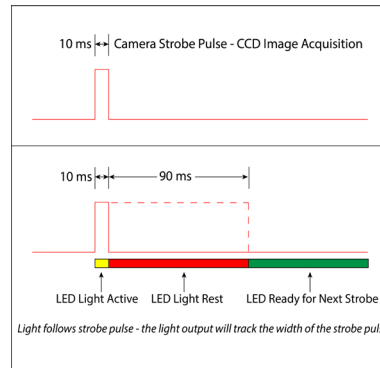 10 ms Camera Strobe Pulse - CCD Image Acquisition
10 ms 90 ms
LED Light Active LED Light Rest LED Ready for Next Strobe
Light follows strobe pulse - the light output will track the width of the strobe puls